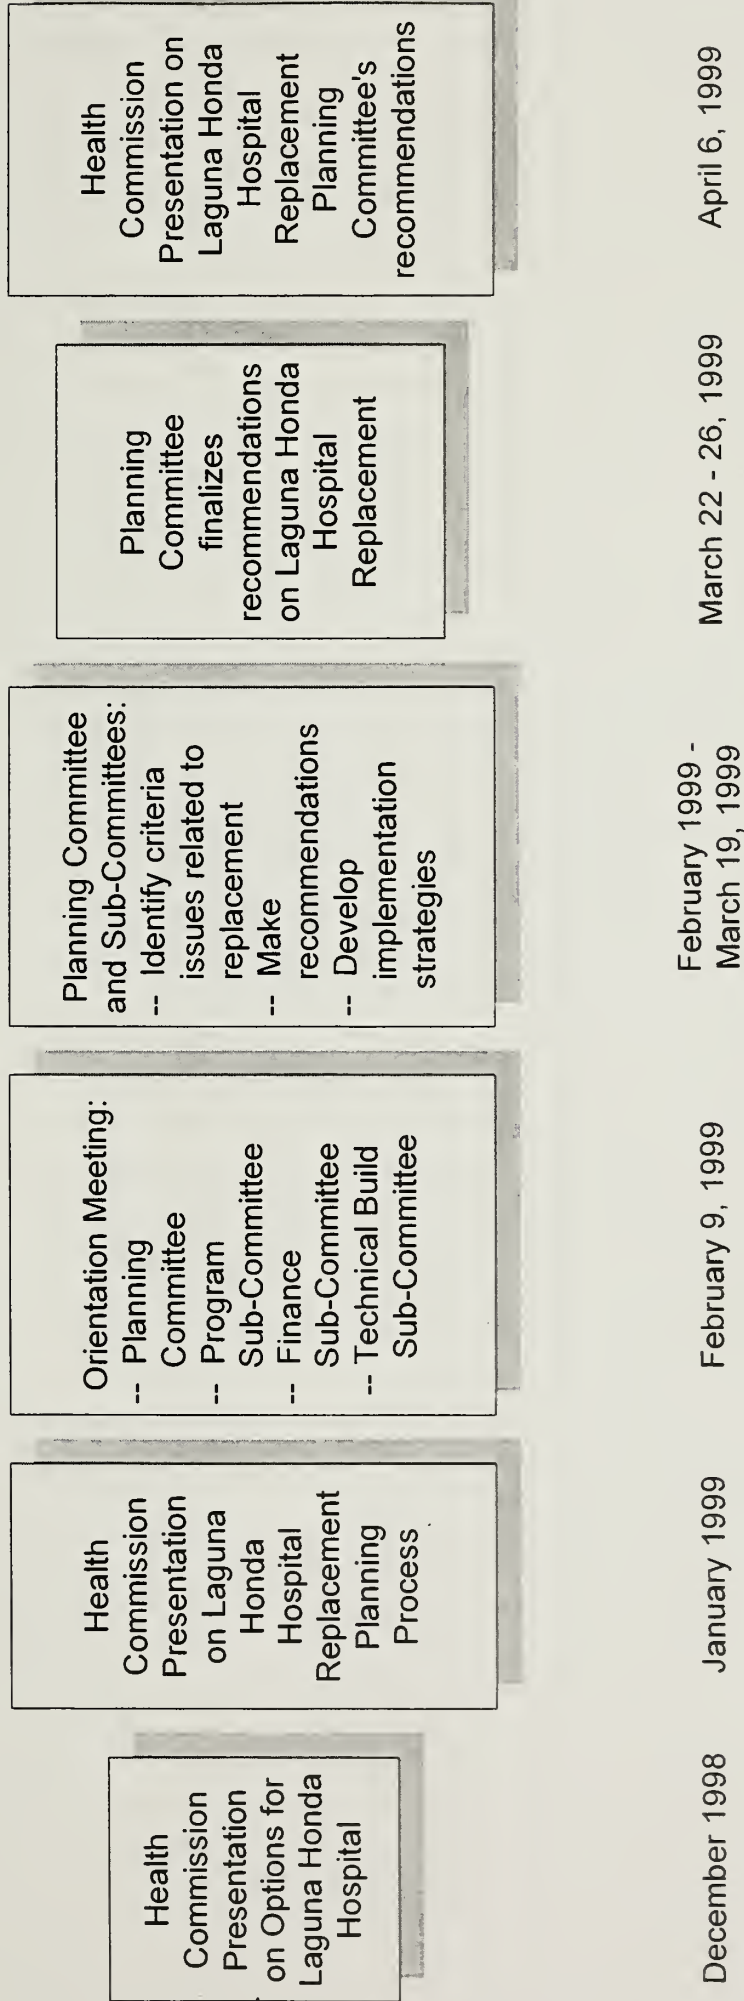 Health
Commission
Presentation
on Options for
Laguna Honda
Hospital
December 1998
Health
Commission
Presentation
on Laguna
Honda
Hospital
Replacement
Planning
Process
January 1999
Orientation Meeting:
-- Planning
Committee
-- Program
Sub-Committee
-- Finance
Sub-Committee
-- Technical Build
Sub-Committee
February 9, 1999
Planning Committee
and Sub-Committees:
-- Identify criteria
issues related to
replacement
-- Make
recommendations
-- Develop
implementation
strategies
February 1999 -
March 19, 1999
Planning
Committee
finalizes
recommendations
on Laguna Honda
Hospital
Replacement
March 22 - 26, 1999
Health
Commission
Presentation on
Laguna Honda
Hospital
Replacement
Planning
Committee's
recommendations
April 6, 1999